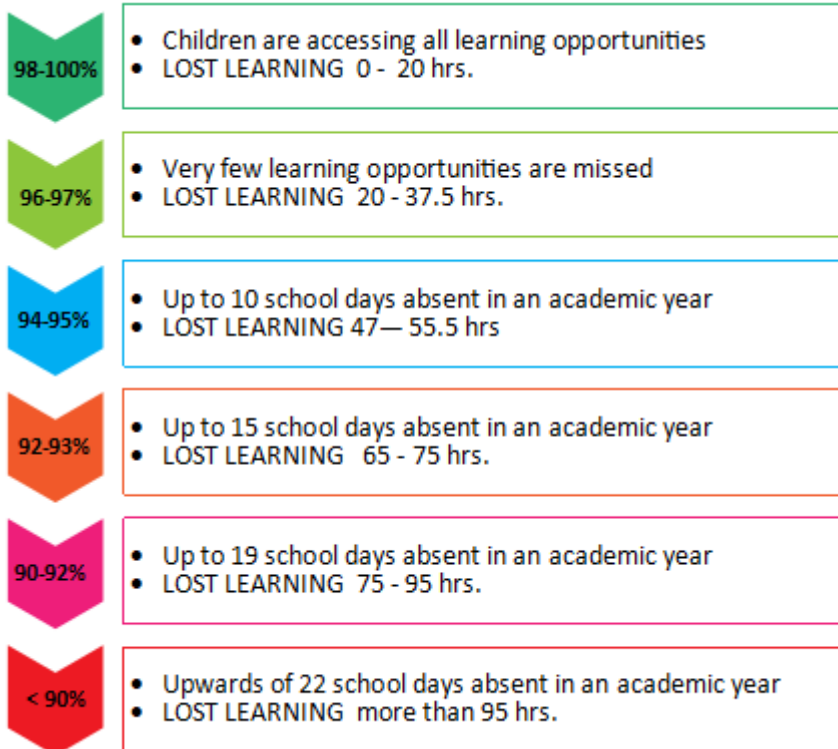 98-100%
• Children are accessing all learning opportunities
• LOST LEARNING 0 - 20 hrs.
96-97%
• Very few learning opportunities are missed
• LOST LEARNING 20 - 37.5 hrs.
94-95%
• Up to 10 school days absent in an academic year
• LOST LEARNING 47— 55.5 hrs
92-93%
• Up to 15 school days absent in an academic year
• LOST LEARNING 65 - 75 hrs.
90-92%
• Up to 19 school days absent in an academic year
• LOST LEARNING 75 - 95 hrs.
< 90%
• Upwards of 22 school days absent in an academic year
• LOST LEARNING more than 95 hrs.